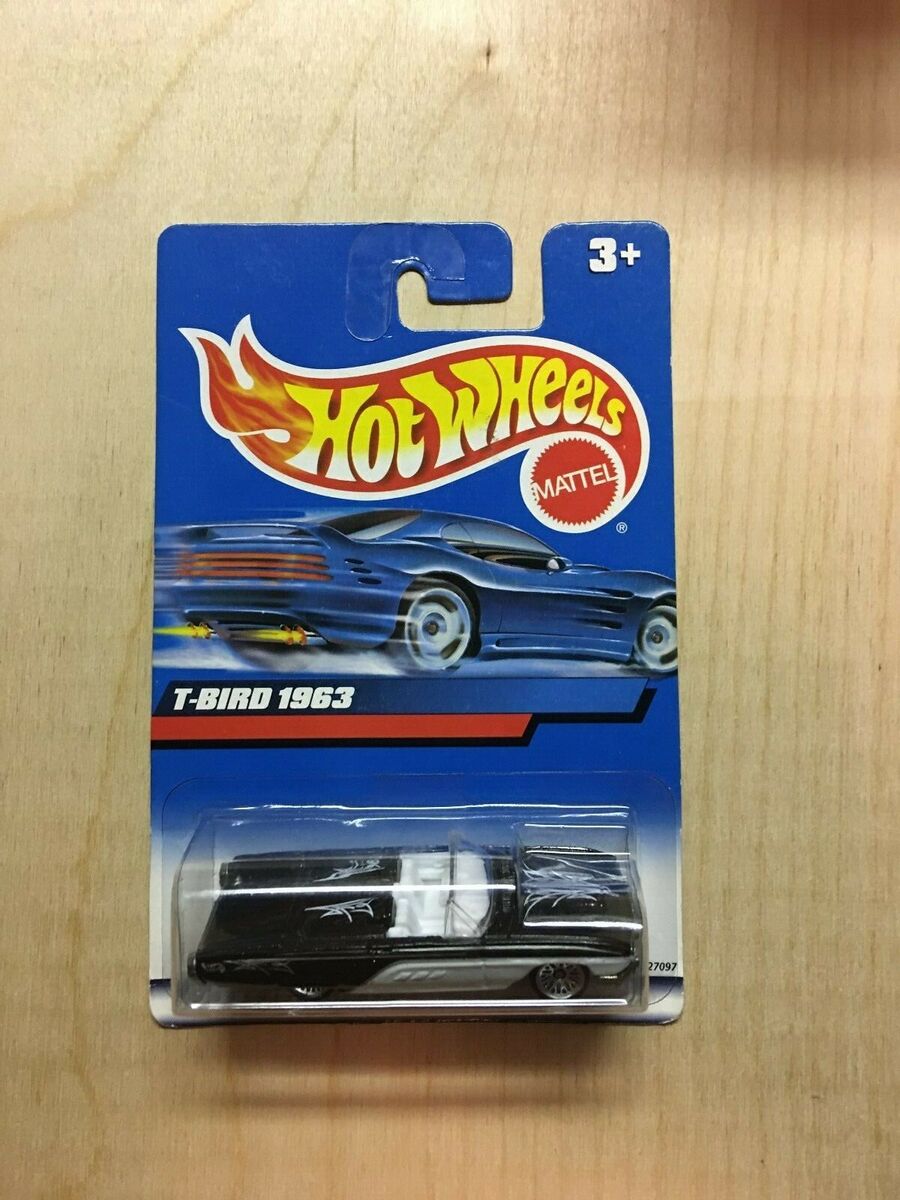 3+
HOT WHEELS
MATTEL
®
T-BIRD 1963
27097